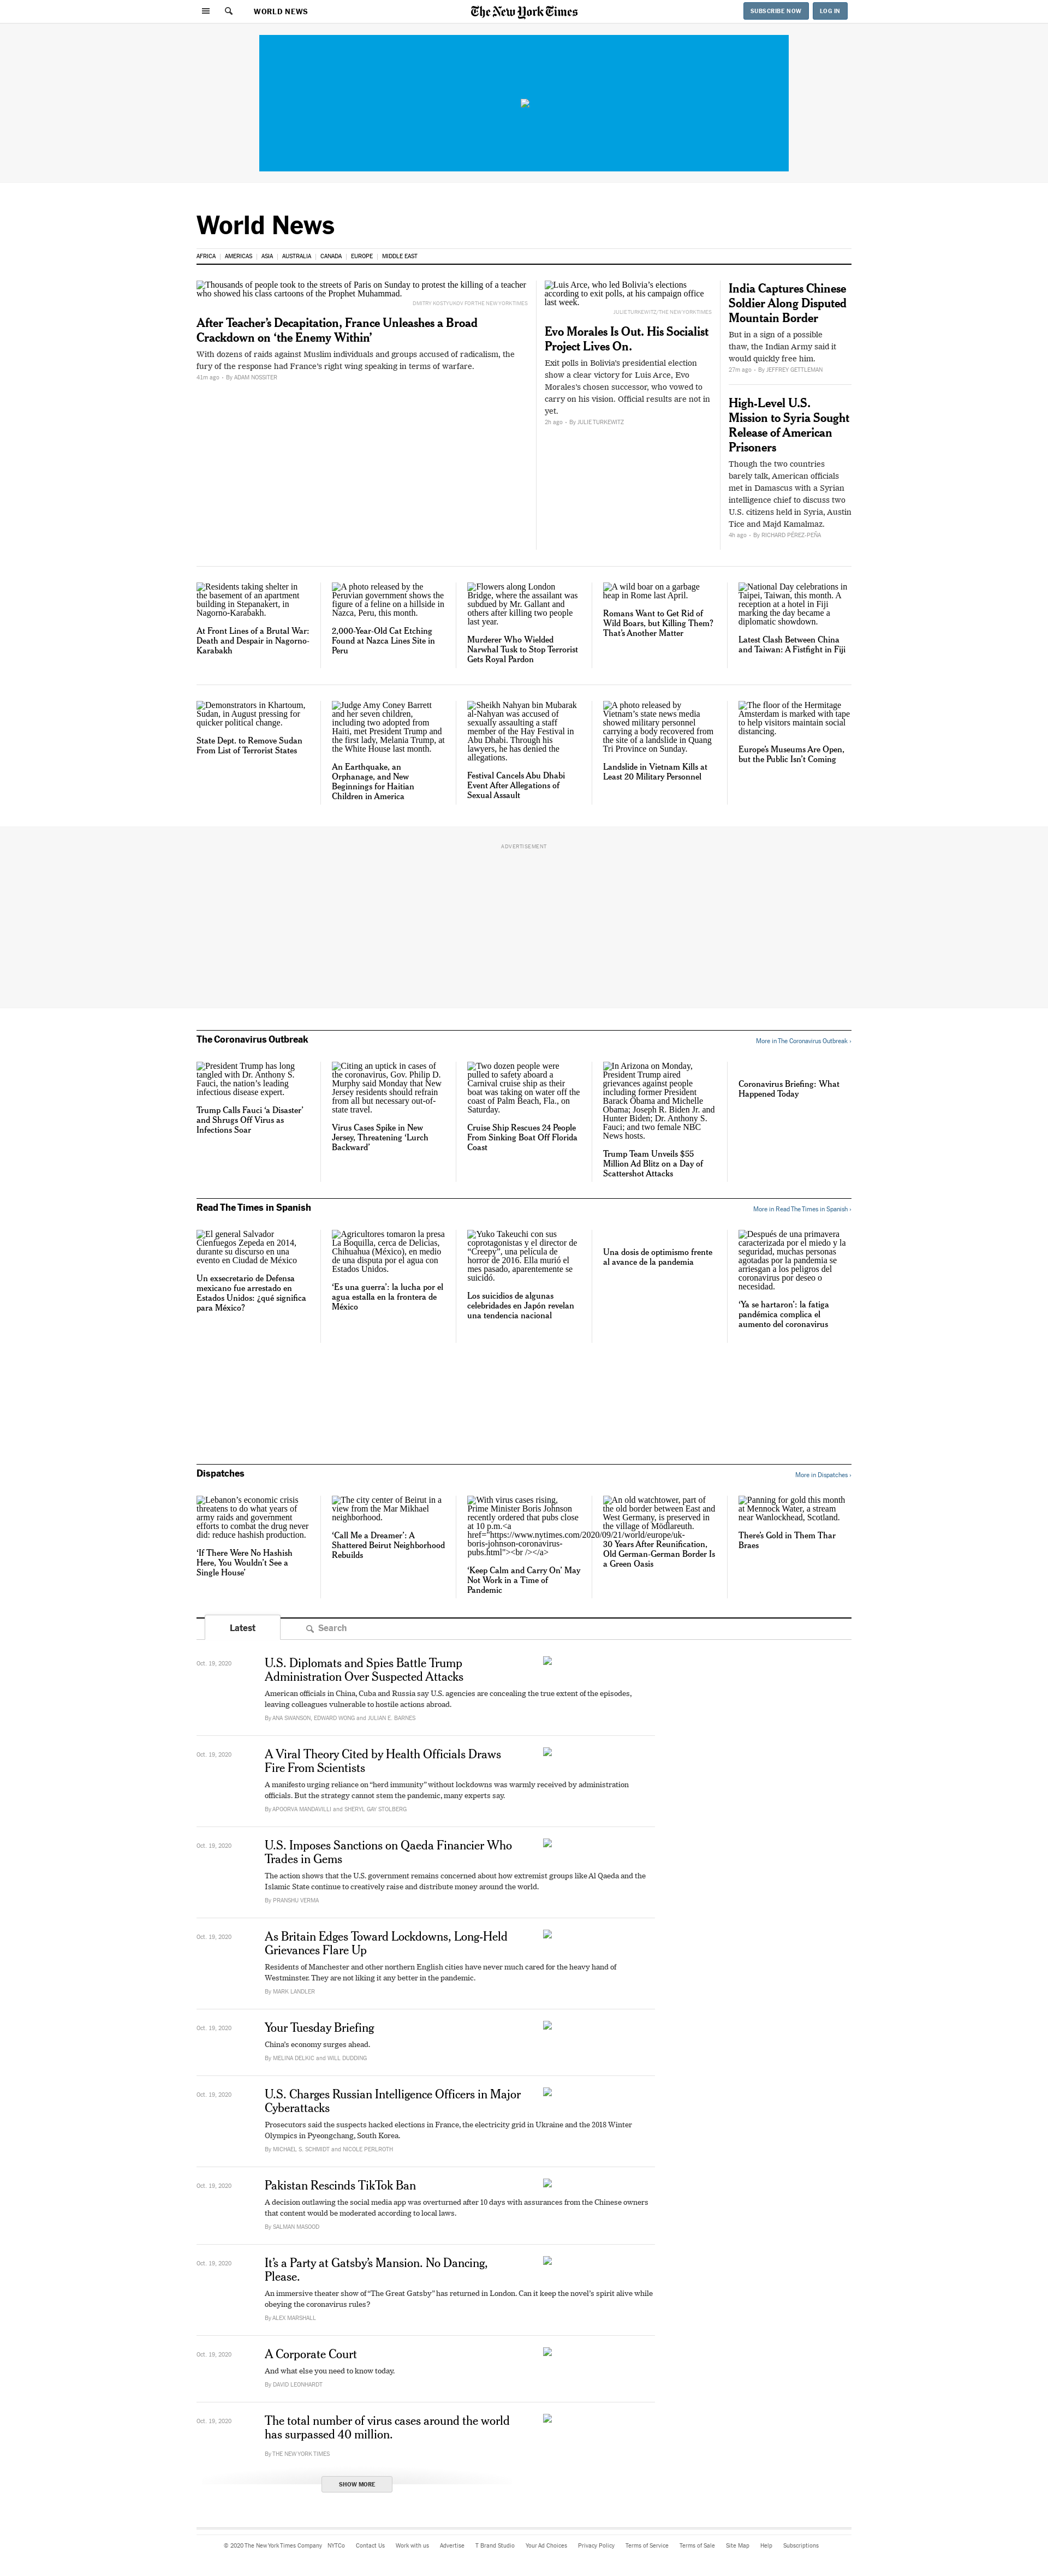 WORLD NEWS
The New York Times
SUBSCRIBE NOW
LOG IN
World News
AFRICA
AMERICAS
ASIA
AUSTRALIA
CANADA
EUROPE
MIDDLE EAST
Thousands of people took to the streets of Paris on Sunday to protest the killing of a teacher
who showed his class cartoons of the Prophet Muhammad.
DMITRY KOSTYUKOV FOR THE NEW YORK TIMES
After Teacher’s Decapitation, France Unleashes a Broad
Crackdown on ‘the Enemy Within’
With dozens of raids against Muslim individuals and groups accused of radicalism, the
fury of the response had France’s right wing speaking in terms of warfare.
41m ago - By ADAM NOSSITER
Luis Arce, who led Bolivia’s elections
according to exit polls, at his campaign office
last week.
JULIE TURKEWITZ/THE NEW YORK TIMES
Evo Morales Is Out. His Socialist
Project Lives On.
Exit polls in Bolivia’s presidential election
show a clear victory for Luis Arce, Evo
Morales’s chosen successor, who vowed to
carry on his vision. Official results are not in
yet.
2h ago - By JULIE TURKEWITZ
India Captures Chinese
Soldier Along Disputed
Mountain Border
But in a sign of a possible
thaw, the Indian Army said it
would quickly free him.
27m ago - By JEFFREY GETTLEMAN
High-Level U.S.
Mission to Syria Sought
Release of American
Prisoners
Though the two countries
barely talk, American officials
met in Damascus with a Syrian
intelligence chief to discuss two
U.S. citizens held in Syria, Austin
Tice and Majd Kamalmaz.
4h ago - By RICHARD PÉREZ-PEÑA
Residents taking shelter in
the basement of an apartment
building in Stepanakert, in
Nagorno-Karabakh.
At Front Lines of a Brutal War:
Death and Despair in Nagorno-
Karabakh
A photo released by the
Peruvian government shows the
figure of a feline on a hillside in
Nazca, Peru, this month.
2,000-Year-Old Cat Etching
Found at Nazca Lines Site in
Peru
Flowers along London
Bridge, where the assailant was
subdued by Mr. Gallant and
others after killing two people
last year.
Murderer Who Wielded
Narwhal Tusk to Stop Terrorist
Gets Royal Pardon
A wild boar on a garbage
heap in Rome last April.
Romans Want to Get Rid of
Wild Boars, but Killing Them?
That’s Another Matter
National Day celebrations in
Taipei, Taiwan, this month. A
reception at a hotel in Fiji
marking the day became a
diplomatic showdown.
Latest Clash Between China
and Taiwan: A Fistfight in Fiji
Demonstrators in Khartoum,
Sudan, in August pressing for
quicker political change.
State Dept. to Remove Sudan
From List of Terrorist States
Judge Amy Coney Barrett
and her seven children,
including two adopted from
Haiti, met President Trump and
the first lady, Melania Trump, at
the White House last month.
An Earthquake, an
Orphanage, and New
Beginnings for Haitian
Children in America
Sheikh Nahyan bin Mubarak
al-Nahyan was accused of
sexually assaulting a staff
member of the Hay Festival in
Abu Dhabi. Through his
lawyers, he has denied the
allegations.
Festival Cancels Abu Dhabi
Event After Allegations of
Sexual Assault
A photo released by
Vietnam’s state news media
showed military personnel
carrying a body recovered from
the site of a landslide in Quang
Tri Province on Sunday.
Landslide in Vietnam Kills at
Least 20 Military Personnel
The floor of the Hermitage
Amsterdam is marked with tape
to help visitors maintain social
distancing.
Europe’s Museums Are Open,
but the Public Isn’t Coming
ADVERTISEMENT
The Coronavirus Outbreak
More in The Coronavirus Outbreak ›
President Trump has long
tangled with Dr. Anthony S.
Fauci, the nation’s leading
infectious disease expert.
Trump Calls Fauci ‘a Disaster’
and Shrugs Off Virus as
Infections Soar
Citing an uptick in cases of
the coronavirus, Gov. Philip D.
Murphy said Monday that New
Jersey residents should refrain
from all but necessary out-of-
state travel.
Virus Cases Spike in New
Jersey, Threatening ‘Lurch
Backward’
Two dozen people were
pulled to safety aboard a
Carnival cruise ship as their
boat was taking on water off the
coast of Palm Beach, Fla., on
Saturday.
Cruise Ship Rescues 24 People
From Sinking Boat Off Florida
Coast
In Arizona on Monday,
President Trump aired
grievances against people
including former President
Barack Obama and Michelle
Obama; Joseph R. Biden Jr. and
Hunter Biden; Dr. Anthony S.
Fauci; and two female NBC
News hosts.
Trump Team Unveils $55
Million Ad Blitz on a Day of
Scattershot Attacks
Coronavirus Briefing: What
Happened Today
Read The Times in Spanish
More in Read The Times in Spanish ›
El general Salvador
Cienfuegos Zepeda en 2014,
durante su discurso en una
evento en Ciudad de México
Un exsecretario de Defensa
mexicano fue arrestado en
Estados Unidos: ¿qué significa
para México?
Agricultores tomaron la presa
La Boquilla, cerca de Delicias,
Chihuahua (México), en medio
de una disputa por el agua con
Estados Unidos.
‘Es una guerra’: la lucha por el
agua estalla en la frontera de
México
Yuko Takeuchi con sus
coprotagonistas y el director de
“Creepy”, una película de
horror de 2016. Ella murió el
mes pasado, aparentemente se
suicidó.
Los suicidios de algunas
celebridades en Japón revelan
una tendencia nacional
Una dosis de optimismo frente
al avance de la pandemia
Después de una primavera
caracterizada por el miedo y la
seguridad, muchas personas
agotadas por la pandemia se
arriesgan a los peligros del
coronavirus por deseo o
necesidad.
‘Ya se hartaron’: la fatiga
pandémica complica el
aumento del coronavirus
Dispatches
More in Dispatches ›
Lebanon’s economic crisis
threatens to do what years of
army raids and government
efforts to combat the drug never
did: reduce hashish production.
‘If There Were No Hashish
Here, You Wouldn’t See a
Single House’
The city center of Beirut in a
view from the Mar Mikhael
neighborhood.
‘Call Me a Dreamer’: A
Shattered Beirut Neighborhood
Rebuilds
With virus cases rising,
Prime Minister Boris Johnson
recently ordered that pubs close
at 10 p.m.<a
href="https://www.nytimes.com/2020/09/21/world/europe/uk-
boris-johnson-coronavirus-
pubs.html"><br /></a>
‘Keep Calm and Carry On’ May
Not Work in a Time of
Pandemic
An old watchtower, part of
the old border between East and
West Germany, is preserved in
the village of Mödlareuth.
30 Years After Reunification,
Old German-German Border Is
a Green Oasis
Panning for gold this month
at Mennock Water, a stream
near Wanlockhead, Scotland.
There’s Gold in Them Thar
Braes
Latest
Search
Oct. 19, 2020
U.S. Diplomats and Spies Battle Trump
Administration Over Suspected Attacks
American officials in China, Cuba and Russia say U.S. agencies are concealing the true extent of the episodes,
leaving colleagues vulnerable to hostile actions abroad.
By ANA SWANSON, EDWARD WONG and JULIAN E. BARNES
Oct. 19, 2020
A Viral Theory Cited by Health Officials Draws
Fire From Scientists
A manifesto urging reliance on “herd immunity” without lockdowns was warmly received by administration
officials. But the strategy cannot stem the pandemic, many experts say.
By APOORVA MANDAVILLI and SHERYL GAY STOLBERG
Oct. 19, 2020
U.S. Imposes Sanctions on Qaeda Financier Who
Trades in Gems
The action shows that the U.S. government remains concerned about how extremist groups like Al Qaeda and the
Islamic State continue to creatively raise and distribute money around the world.
By PRANSHU VERMA
Oct. 19, 2020
As Britain Edges Toward Lockdowns, Long-Held
Grievances Flare Up
Residents of Manchester and other northern English cities have never much cared for the heavy hand of
Westminster. They are not liking it any better in the pandemic.
By MARK LANDLER
Oct. 19, 2020
Your Tuesday Briefing
China’s economy surges ahead.
By MELINA DELKIC and WILL DUDDING
Oct. 19, 2020
U.S. Charges Russian Intelligence Officers in Major
Cyberattacks
Prosecutors said the suspects hacked elections in France, the electricity grid in Ukraine and the 2018 Winter
Olympics in Pyeongchang, South Korea.
By MICHAEL S. SCHMIDT and NICOLE PERLROTH
Oct. 19, 2020
Pakistan Rescinds TikTok Ban
A decision outlawing the social media app was overturned after 10 days with assurances from the Chinese owners
that content would be moderated according to local laws.
By SALMAN MASOOD
Oct. 19, 2020
It’s a Party at Gatsby’s Mansion. No Dancing,
Please.
An immersive theater show of “The Great Gatsby” has returned in London. Can it keep the novel’s spirit alive while
obeying the coronavirus rules?
By ALEX MARSHALL
Oct. 19, 2020
A Corporate Court
And what else you need to know today.
By DAVID LEONHARDT
Oct. 19, 2020
The total number of virus cases around the world
has surpassed 40 million.
By THE NEW YORK TIMES
SHOW MORE
© 2020 The New York Times Company
NYTCo
Contact Us
Work with us
Advertise
T Brand Studio
Your Ad Choices
Privacy Policy
Terms of Service
Terms of Sale
Site Map
Help
Subscriptions